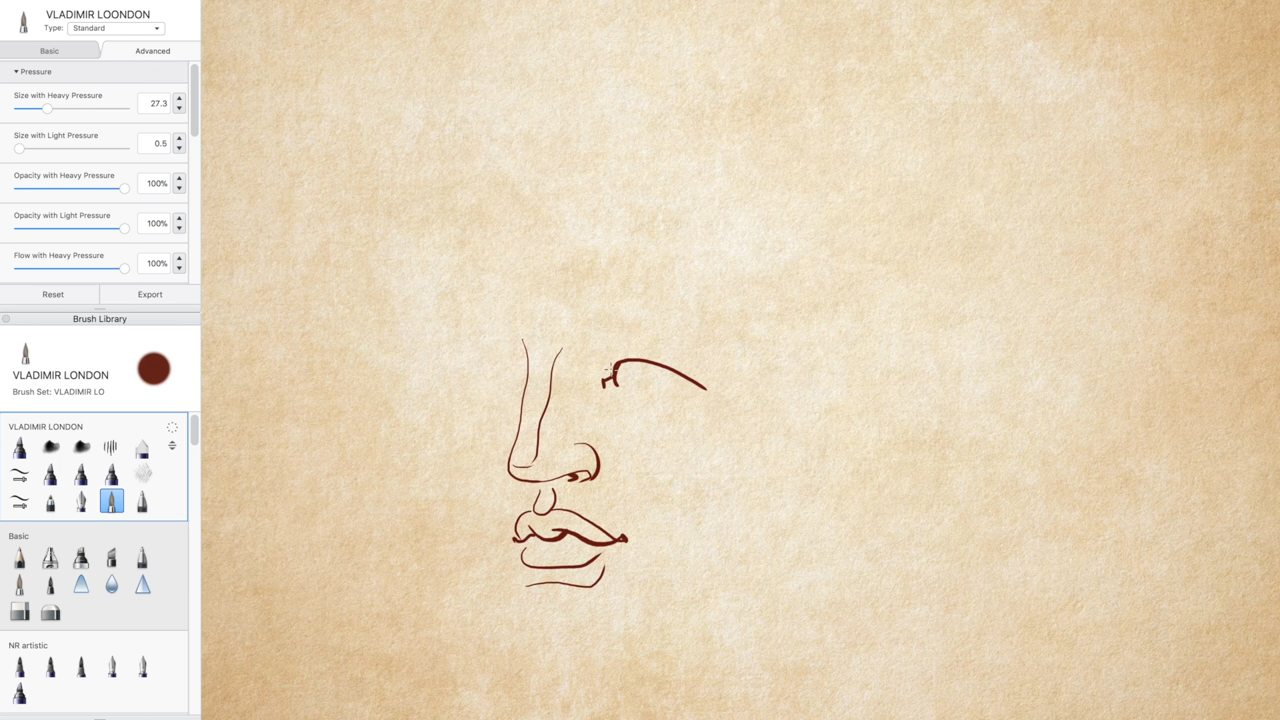 VLADIMIR LOONDON
Type: Standard
Basic Advanced
Pressure
Size with Heavy Pressure 27.3
Size with Light Pressure 0.5
Opacity with Heavy Pressure 100%
Opacity with Light Pressure 100%
Flow with Heavy Pressure 100%
Reset Export
Brush Library
VLADIMIR LONDON
Brush Set: VLADIMIR LO
VLADIMIR LONDON
Basic
NR artistic